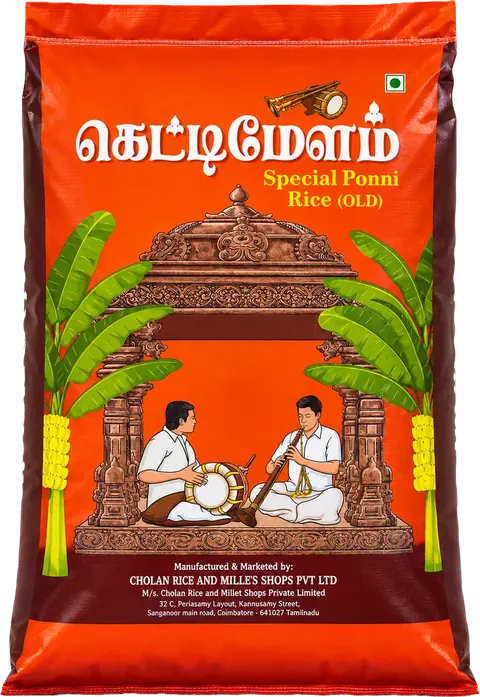 கெட்டிமேளம்
Special Ponni
Rice (OLD)
Manufactured & Marketed by:
CHOLAN RICE AND MILLE'S SHOPS PVT LTD
M/s. Cholan Rice and Millet Shops Private Limited
32 C, Periasamy Layout, Kannusamy Street,
Sanganoor main road, Coimbatore - 641027 Tamilnadu